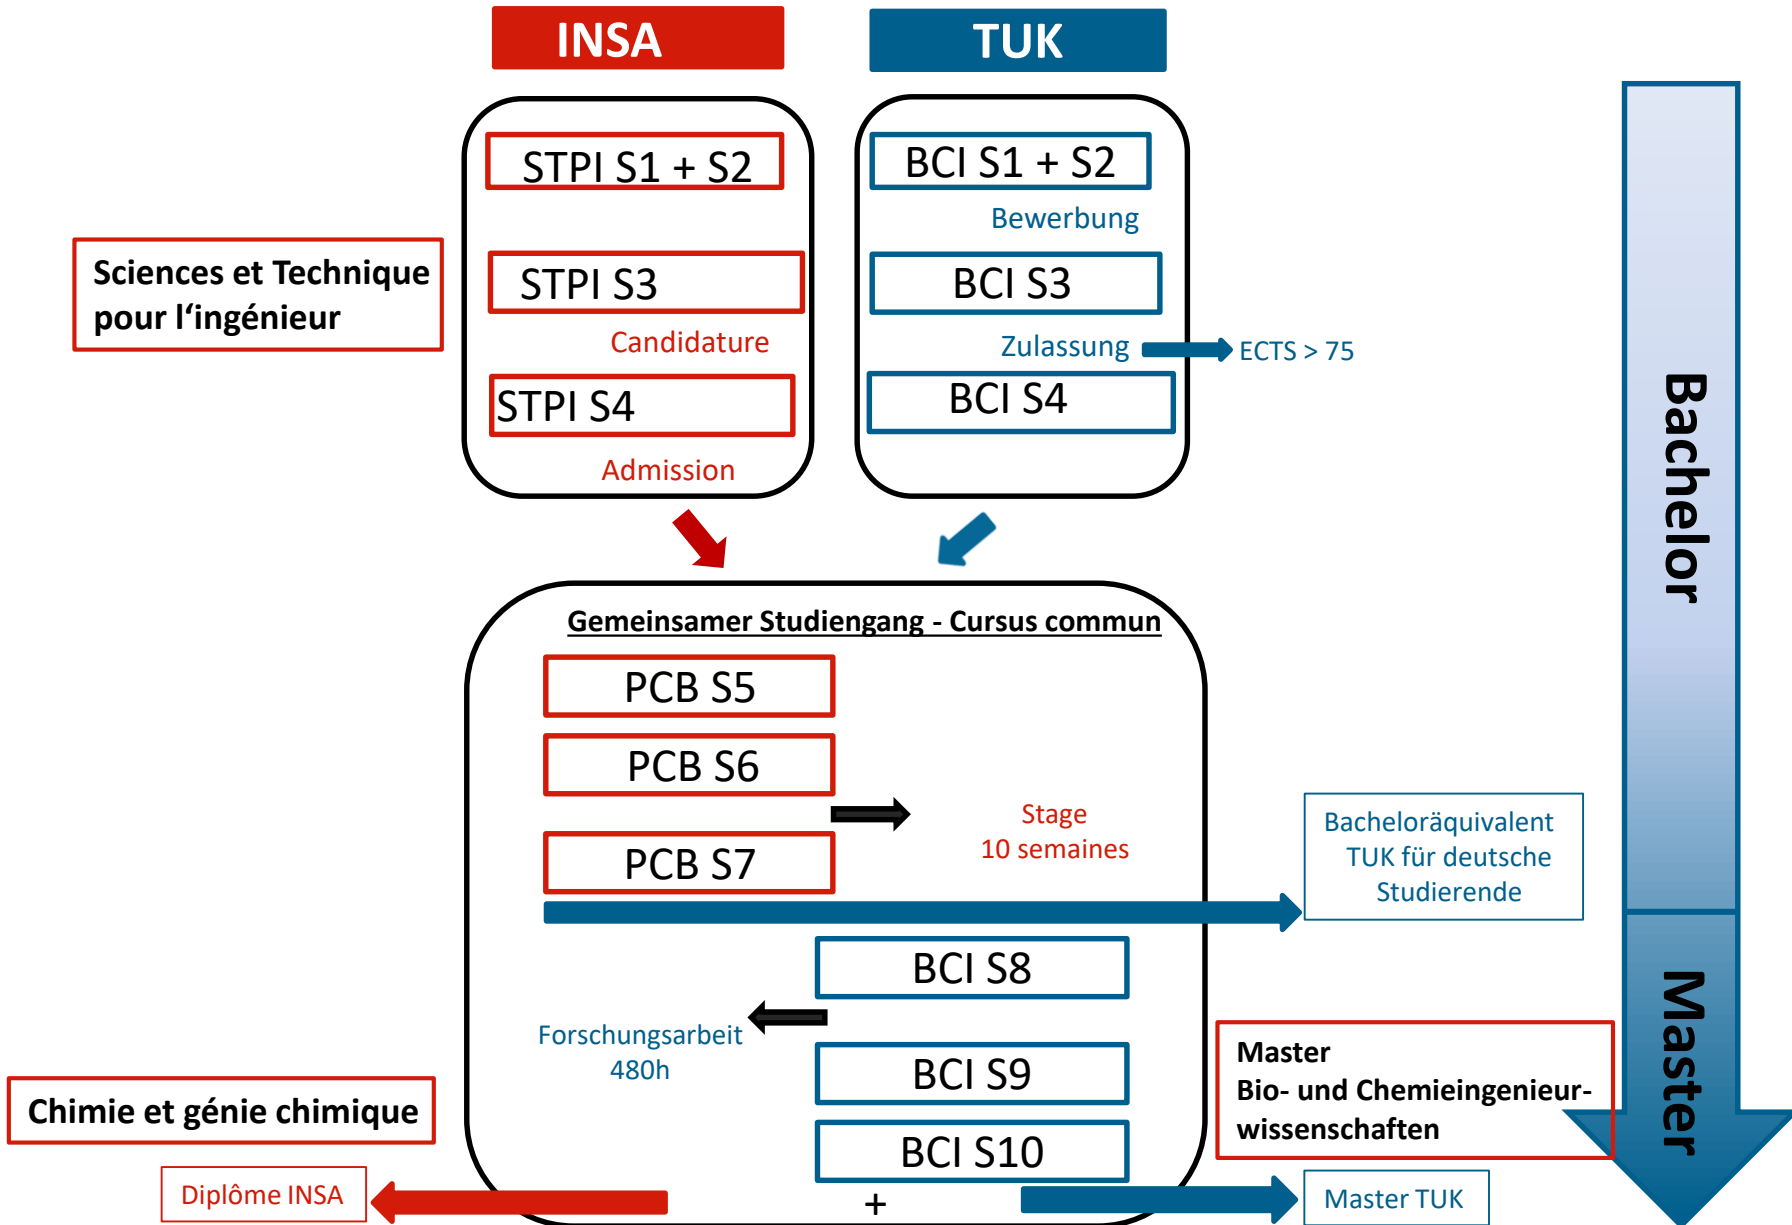 INSA
TUK
STPI S1 + S2
BCI S1 + S2
Bewerbung
Sciences et Technique
pour l‘ingénieur
STPI S3
BCI S3
Candidature
Zulassung
ECTS > 75
STPI S4
BCI S4
Admission
Bachelor
Gemeinsamer Studiengang - Cursus commun
PCB S5
PCB S6
Stage
10 semaines
PCB S7
Bacheloräquivalent
TUK für deutsche
Studierende
BCI S8
Forschungsarbeit
480h
BCI S9
Master
Bio- und Chemieingenieur-
wissenschaften
Master
Chimie et génie chimique
BCI S10
Diplôme INSA
+
Master TUK